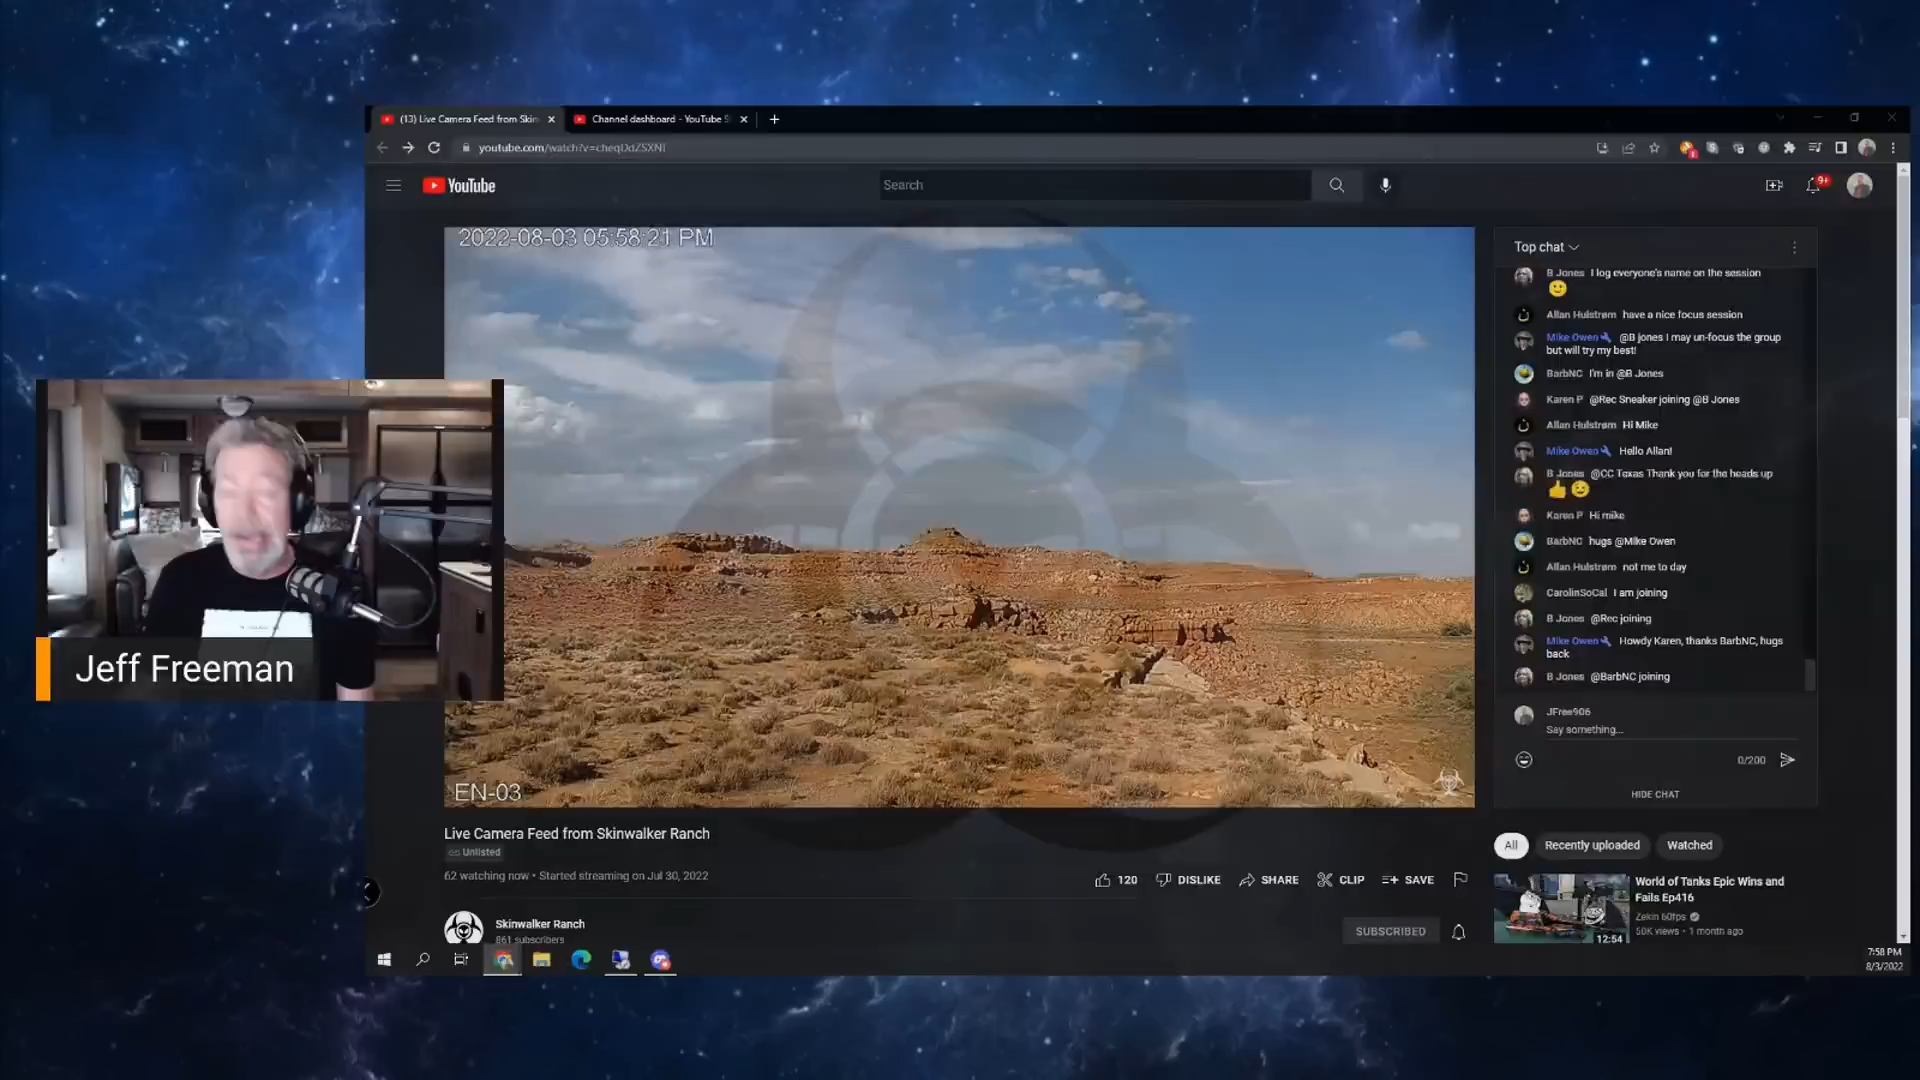 (13) Live Camera Feed from Skin
Channel dashboard - YouTube S
YouTube
Search
9+
2022-08-03 05:58:21 PM
EN-03
Jeff Freeman
Top chat
B Jones I log everyone's name on the session
Allan Hulstrøm have a nice focus session
Mike Owen @B jones I may un-focus the group
but will try my best!
BarbNC I'm in @B Jones
Karen P @Rec Sneaker joining @B Jones
Allan Hulstrøm Hi Mike
Mike Owen Hello Allan!
B Jones @CC Texas Thank you for the heads up
Karen P Hi mike
BarbNC hugs @Mike Owen
Allan Hulstrøm not me to day
CarolinSoCal I am joining
B Jones @Rec joining
Mike Owen Howdy Karen, thanks BarbNC, hugs
back
B Jones @BarbNC joining
JFree906
Say something...
0/200
HIDE CHAT
Live Camera Feed from Skinwalker Ranch
Unlisted
62 watching now • Started streaming on Jul 30, 2022
120 DISLIKE SHARE CLIP SAVE
Skinwalker Ranch
861 subscribers
SUBSCRIBED
All Recently uploaded Watched
World of Tanks Epic Wins and
Fails Ep416
Zekin 60fps
50K views • 1 month ago
12:54
7:58 PM
8/3/2022